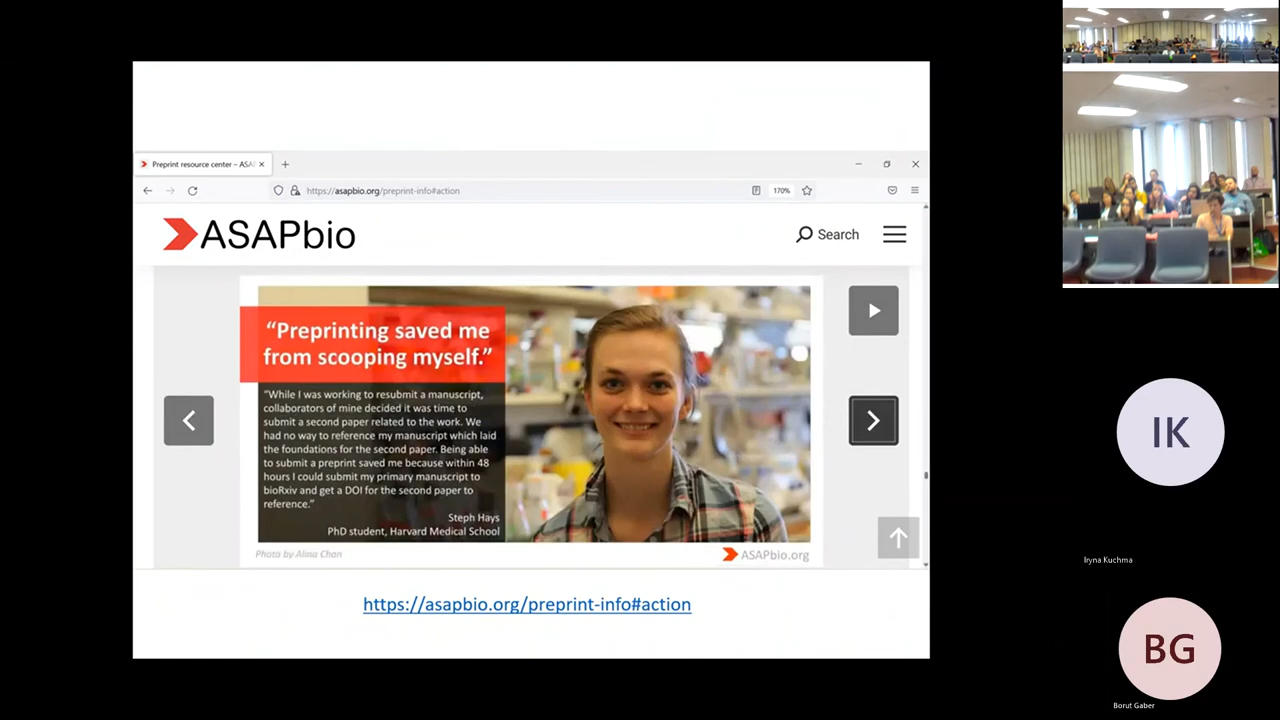 Preprint resource center – ASAP
https://asapbio.org/preprint-info#action
170%
ASAPbio
Search
“Preprinting saved me
from scooping myself.”
“While I was working to resubmit a manuscript,
collaborators of mine decided it was time to
submit a second paper related to the work. We
had no way to reference my manuscript which laid
the foundations for the second paper. Being able
to submit a preprint saved me because within 48
hours I could submit my primary manuscript to
bioRxiv and get a DOI for the second paper to
reference.”
Steph Hays
PhD student, Harvard Medical School
Photo by Alina Chan
ASAPbio.org
https://asapbio.org/preprint-info#action
IK
Iryna Kuchma
BG
Borut Gaber